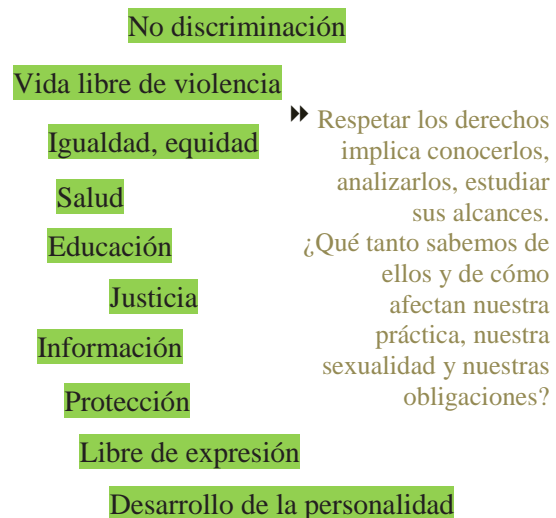 No discriminación
Vida libre de violencia
Igualdad, equidad
Salud
Educación
Justicia
Información
Protección
Libre de expresión
Desarrollo de la personalidad
Respetar los derechos
implica conocerlos,
analizarlos, estudiar
sus alcances.
¿Qué tanto sabemos de
ellos y de cómo
afectan nuestra
práctica, nuestra
sexualidad y nuestras
obligaciones?